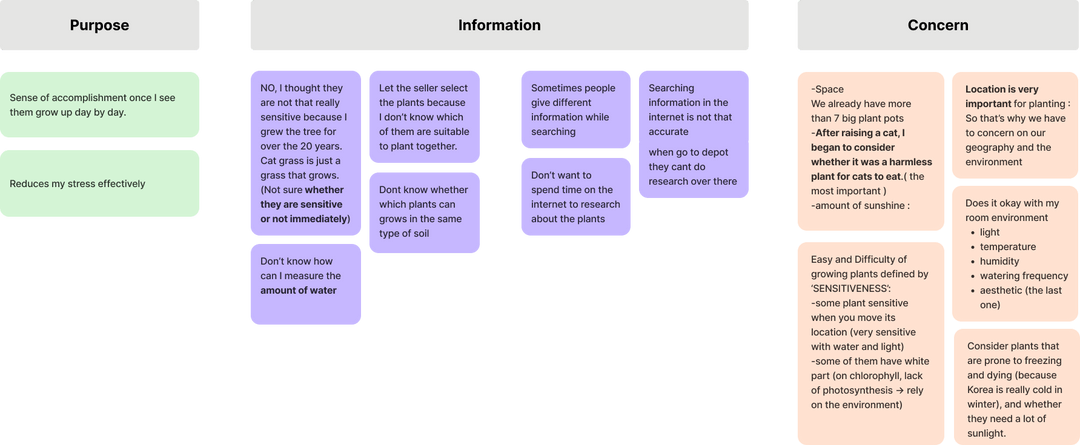 Purpose
Sense of accomplishment once I see
them grow up day by day.
Reduces my stress effectively
Information
NO, I thought they
are not that really
sensitive because I
grew the tree for
over the 20 years.
Cat grass is just a
grass that grows.
(Not sure whether
they are sensitive
or not immediately)
Don't know how
can I measure the
amount of water
Let the seller select
the plants because
I don't know which
of them are suitable
to plant together.
Dont know whether
which plants can
grows in the same
type of soil
Sometimes people
give different
information while
searching
Don't want to
spend time on the
internet to research
about the plants
Searching
information in the
internet is not that
accurate
when go to depot
they cant do
research over there
Concern
-Space
We already have more
than 7 big plant pots
-After raising a cat, I
began to consider
whether it was a harmless
plant for cats to eat.( the
most important )
-amount of sunshine :
Easy and Difficulty of
growing plants defined by
'SENSITIVENESS':
-some plant sensitive
when you move its
location (very sensitive
with water and light)
-some of them have white
part (on chlorophyll, lack
of photosynthesis → rely
on the environment)
Location is very
important for planting :
So that's why we have
to concern on our
geography and the
environment
Does it okay with my
room environment
• light
• temperature
• humidity
• watering frequency
• aesthetic (the last
one)
Consider plants that
are prone to freezing
and dying (because
Korea is really cold in
winter), and whether
they need a lot of
sunlight.